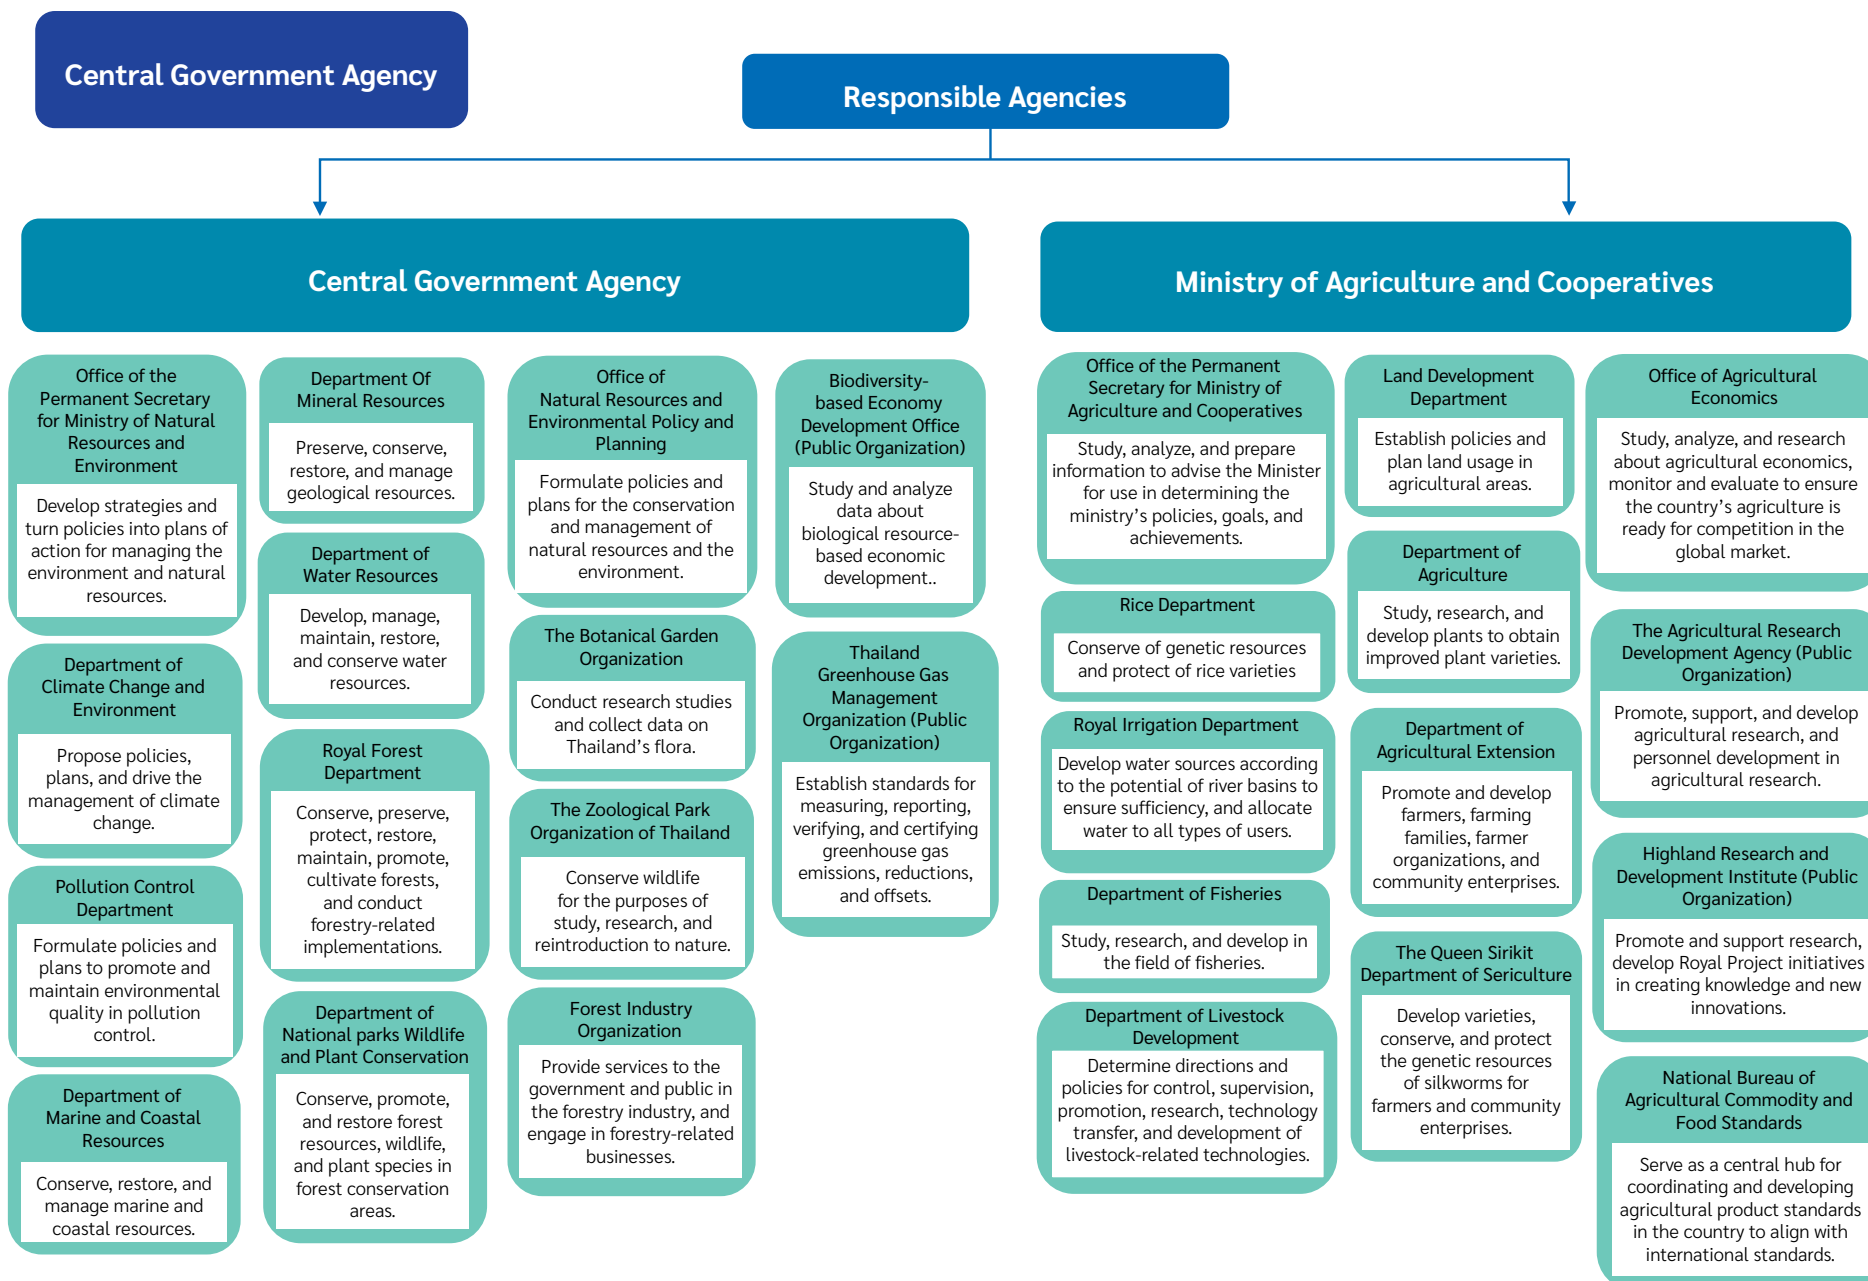 Central Government Agency
Responsible Agencies
Central Government Agency
Ministry of Agriculture and Cooperatives
Office of the
Permanent Secretary
for Ministry of Natural
Resources and
Environment
Develop strategies and
turn policies into plans of
action for managing the
environment and natural
resources.
Department of
Climate Change and
Environment
Propose policies,
plans, and drive the
management of climate
change.
Pollution Control
Department
Formulate policies and
plans to promote and
maintain environmental
quality in pollution
control.
Department of
Marine and Coastal
Resources
Conserve, restore, and
manage marine and
coastal resources.
Department Of
Mineral Resources
Preserve, conserve,
restore, and manage
geological resources.
Department of
Water Resources
Develop, manage,
maintain, restore,
and conserve water
resources.
Royal Forest
Department
Conserve, preserve,
protect, restore,
maintain, promote,
cultivate forests,
and conduct
forestry-related
implementations.
Department of
National parks Wildlife
and Plant Conservation
Conserve, promote,
and restore forest
resources, wildlife,
and plant species in
forest conservation
areas.
Office of
Natural Resources and
Environmental Policy and
Planning
Formulate policies and
plans for the conservation
and management of
natural resources and the
environment.
The Botanical Garden
Organization
Conduct research studies
and collect data on
Thailand's flora.
The Zoological Park
Organization of Thailand
Conserve wildlife
for the purposes of
study, research, and
reintroduction to nature.
Forest Industry
Organization
Provide services to the
government and public in
the forestry industry, and
engage in forestry-related
businesses.
Biodiversity-
based Economy
Development Office
(Public Organization)
Study and analyze
data about
biological resource-
based economic
development..
Thailand
Greenhouse Gas
Management
Organization (Public
Organization)
Establish standards for
measuring, reporting,
verifying, and certifying
greenhouse gas
emissions, reductions,
and offsets.
Office of the Permanent
Secretary for Ministry of
Agriculture and Cooperatives
Study, analyze, and prepare
information to advise the Minister
for use in determining the
ministry's policies, goals, and
achievements.
Rice Department
Conserve of genetic resources
and protect of rice varieties
Royal Irrigation Department
Develop water sources according
to the potential of river basins to
ensure sufficiency, and allocate
water to all types of users.
Department of Fisheries
Study, research, and develop in
the field of fisheries.
Department of Livestock
Development
Determine directions and
policies for control, supervision,
promotion, research, technology
transfer, and development of
livestock-related technologies.
Land Development
Department
Establish policies and
plan land usage in
agricultural areas.
Department of
Agriculture
Study, research, and
develop plants to obtain
improved plant varieties.
Department of
Agricultural Extension
Promote and develop
farmers, farming
families, farmer
organizations, and
community enterprises.
The Queen Sirikit
Department of Sericulture
Develop varieties,
conserve, and protect
the genetic resources
of silkworms for
farmers and community
enterprises.
Office of Agricultural
Economics
Study, analyze, and research
about agricultural economics,
monitor and evaluate to ensure
the country's agriculture is
ready for competition in the
global market.
The Agricultural Research
Development Agency (Public
Organization)
Promote, support, and develop
agricultural research, and
personnel development in
agricultural research.
Highland Research and
Development Institute (Public
Organization)
Promote and support research,
develop Royal Project initiatives
in creating knowledge and new
innovations.
National Bureau of
Agricultural Commodity and
Food Standards
Serve as a central hub for
coordinating and developing
agricultural product standards
in the country to align with
international standards.